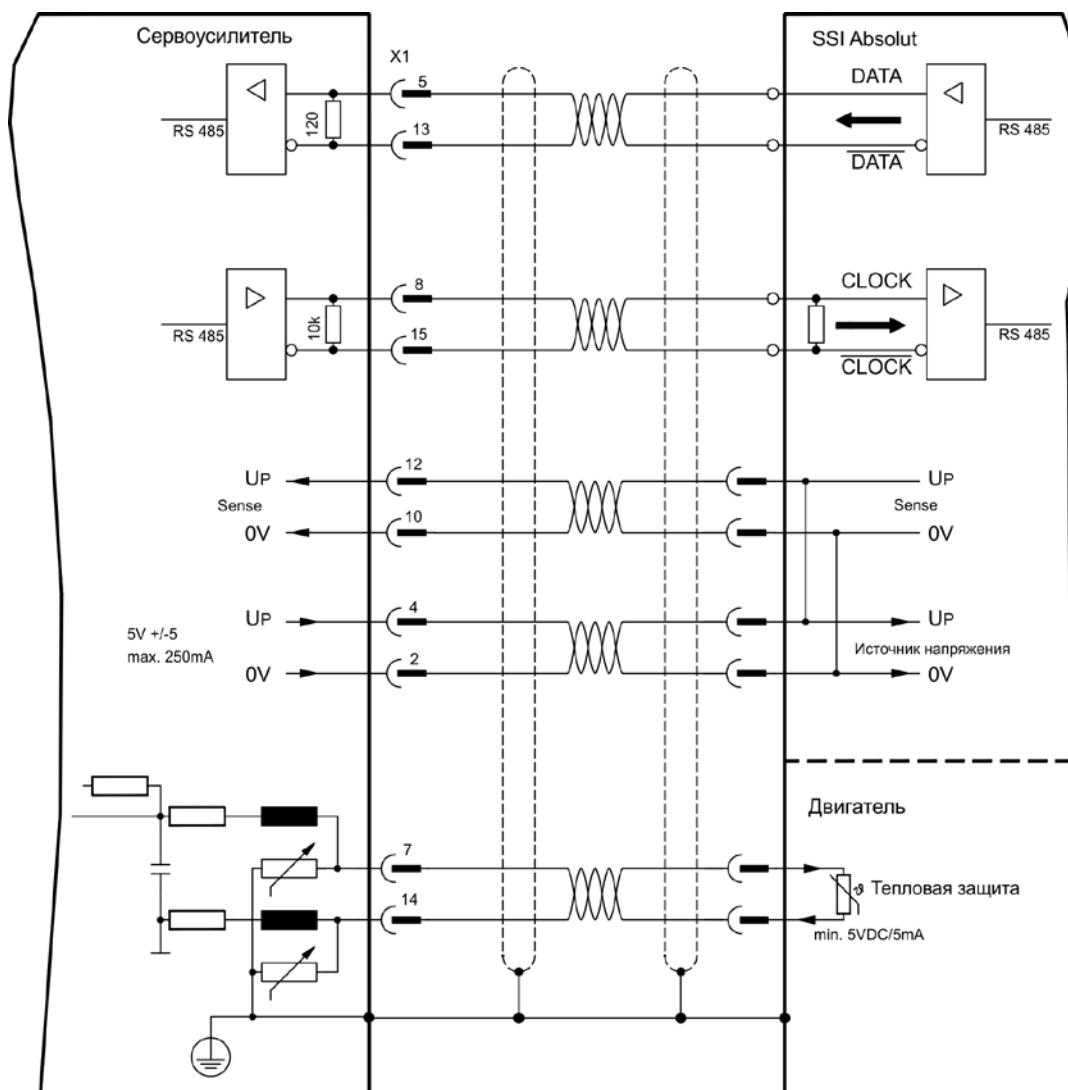 Сервоусилитель
X1
SSI Absolut
5
DATA
RS 485
120
RS 485
13
DATA
8
CLOCK
RS 485
10k
RS 485
15
CLOCK
12
UP
UP
Sense
Sense
10
0V
0V
4
UP
UP
5V +/-5
max. 250mA
Источник напряжения
2
0V
0V
Двигатель
7
ϑ Тепловая защита
14
min. 5VDC/5mA